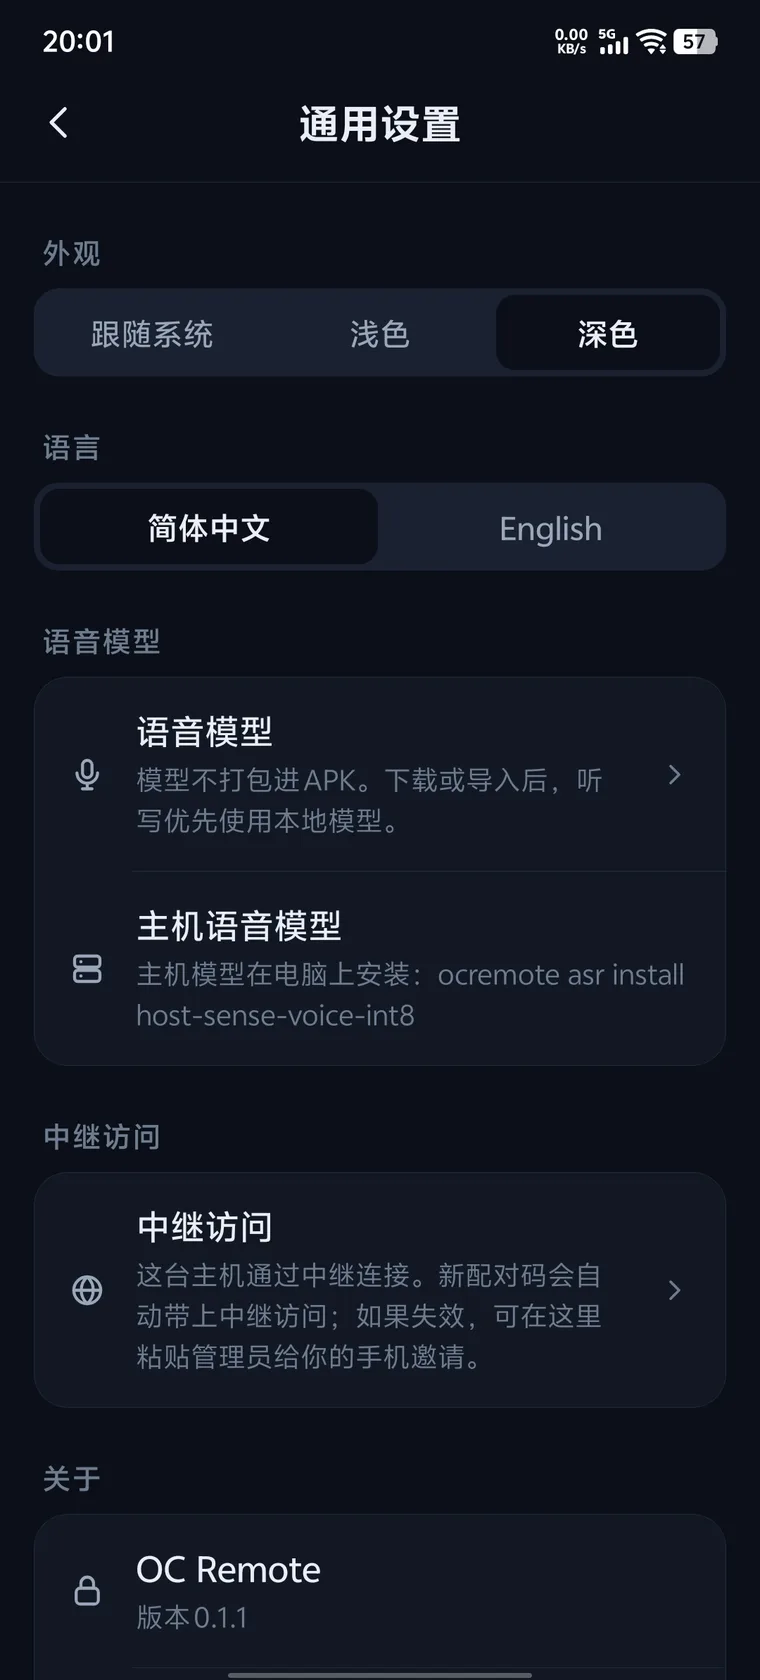 20:01
0.00 KB/s 5G 57
通用设置
外观
跟随系统 浅色 深色
语言
简体中文 English
语音模型
语音模型
模型不打包进APK。下载或导入后，听
写优先使用本地模型。
主机语音模型
主机模型在电脑上安装：ocremote asr install
host-sense-voice-int8
中继访问
中继访问
这台主机通过中继连接。新配对码会自
动带上中继访问；如果失效，可在这里
粘贴管理员给你的手机邀请。
关于
OC Remote
版本0.1.1